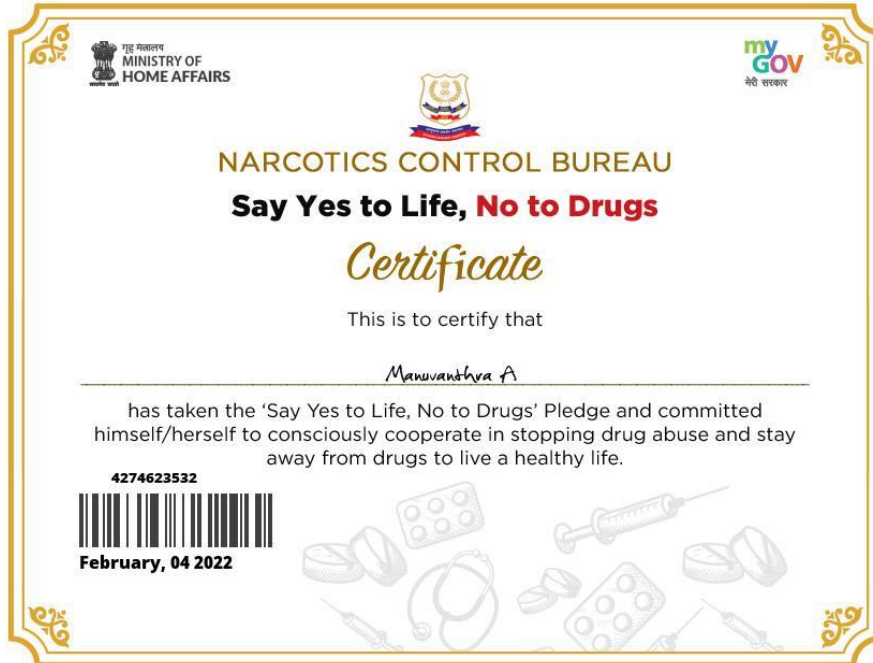 गृह मंत्रालय
MINISTRY OF
HOME AFFAIRS
my
GOV
मेरी सरकार
NARCOTICS CONTROL BUREAU
Say Yes to Life, No to Drugs
Certificate
This is to certify that
Manuvanthra A
has taken the ‘Say Yes to Life, No to Drugs’ Pledge and committed
himself/herself to consciously cooperate in stopping drug abuse and stay
away from drugs to live a healthy life.
4274623532
February, 04 2022